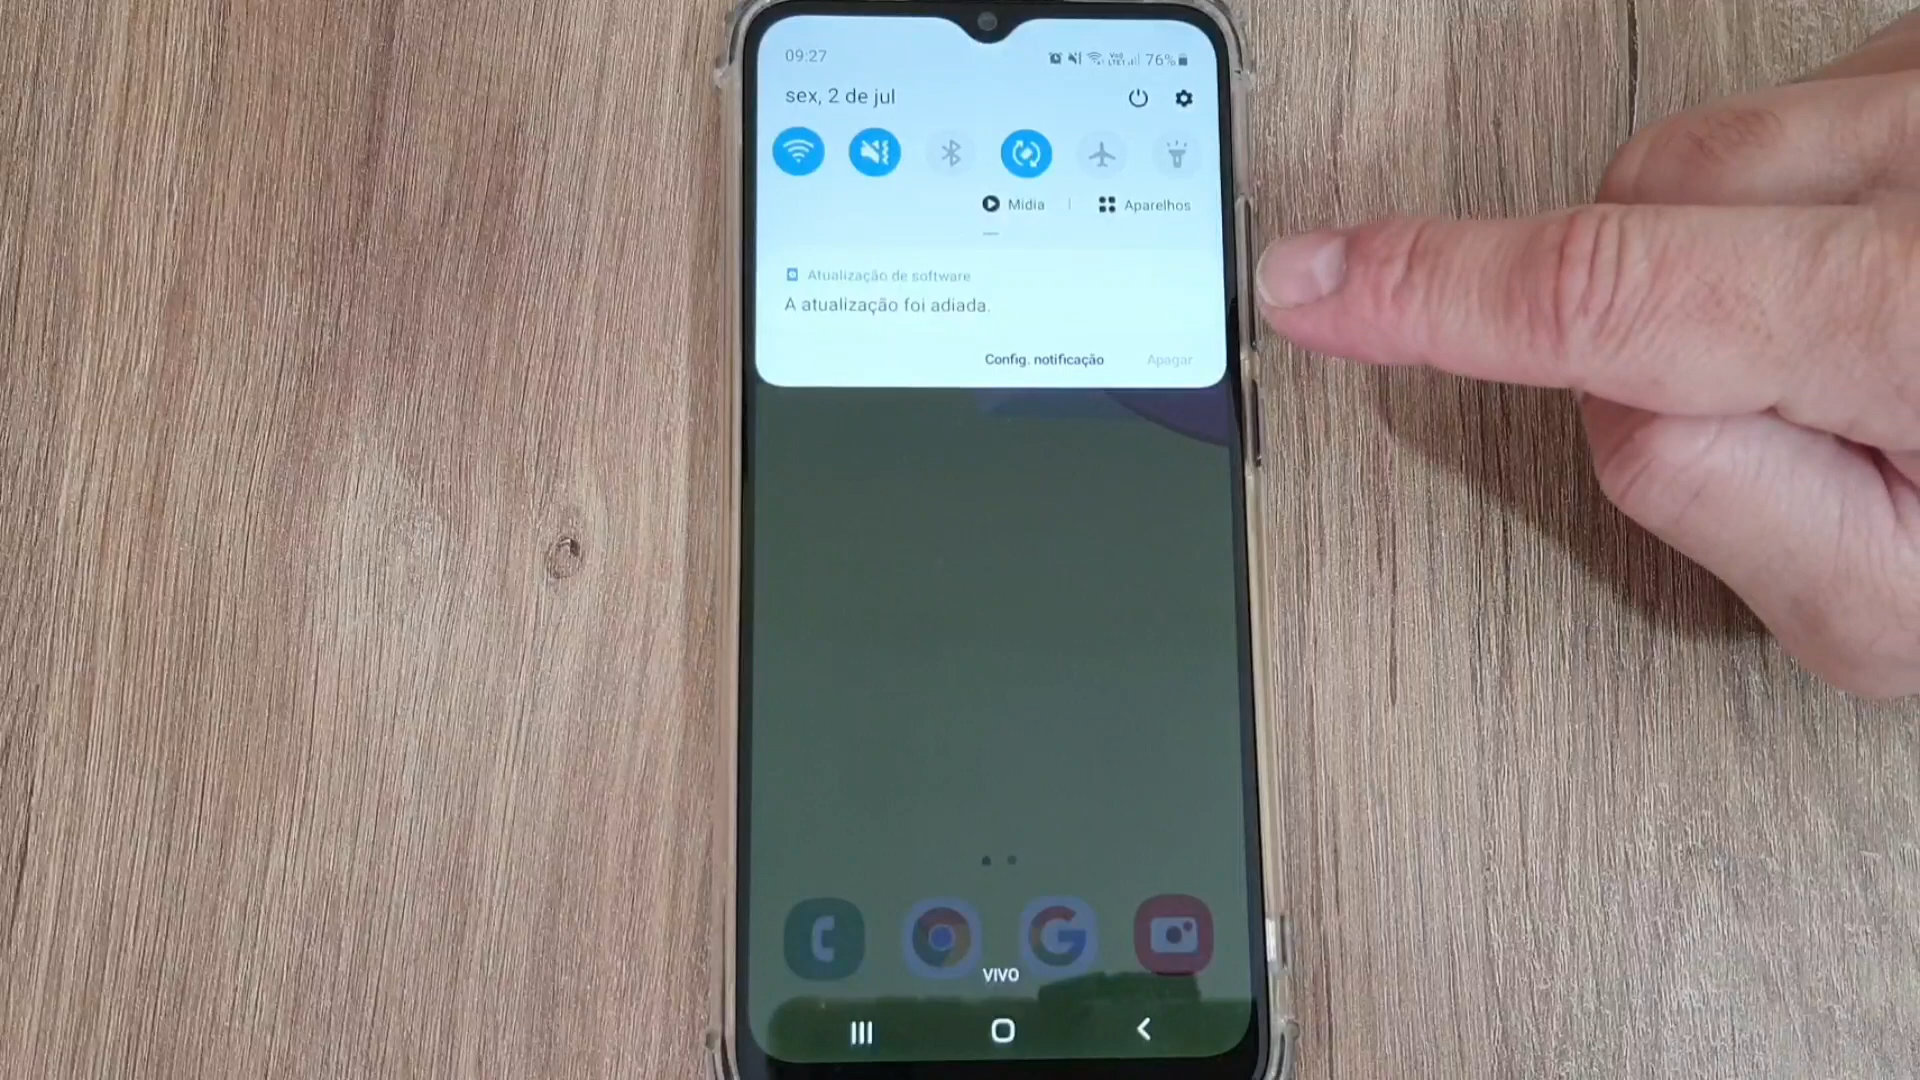 09:27 76%
sex, 2 de jul
Mídia | Aparelhos
Atualização de software
A atualização foi adiada.
Config. notificação Apagar
VIVO